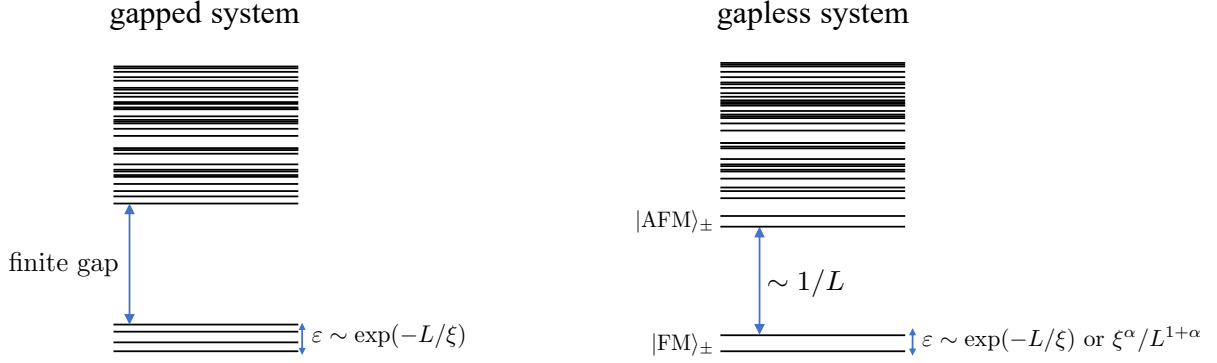 gapped system
finite gap
ε ∼ exp(−L/ξ)
gapless system
|AFM⟩±
∼ 1/L
|FM⟩±
ε ∼ exp(−L/ξ) or ξ^α/L^{1+α}